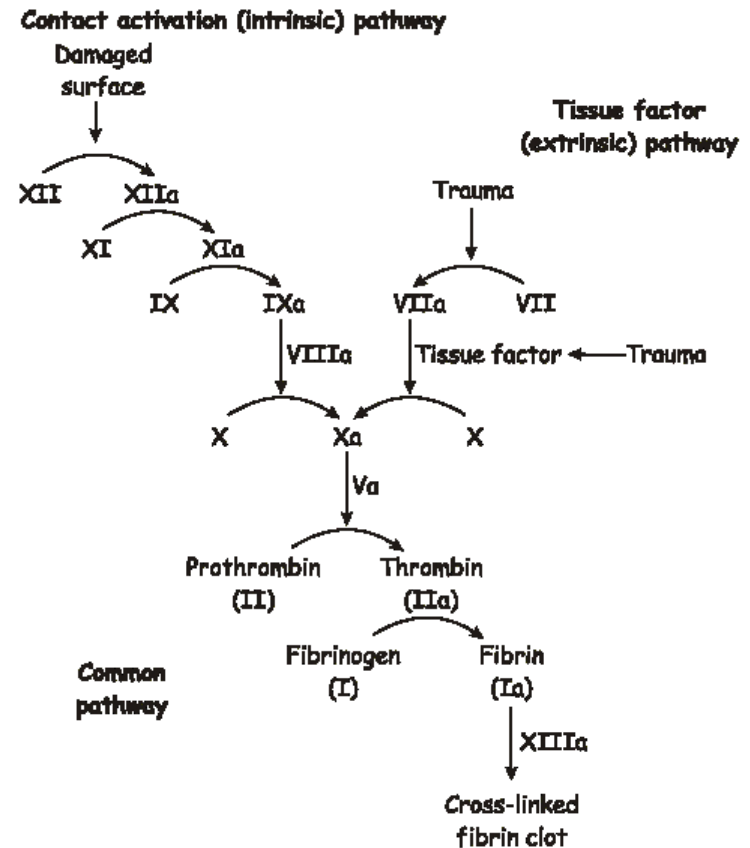 Contact activation (intrinsic) pathway
Damaged
surface
Tissue factor
(extrinsic) pathway
Trauma
XII XIIa
XI XIa
IX IXa VIIa VII
VIIIa Tissue factor Trauma
X Xa X
Va
Prothrombin Thrombin
(II) (IIa)
Fibrinogen Fibrin
(I) (Ia)
Common
pathway
XIIIa
Cross-linked
fibrin clot